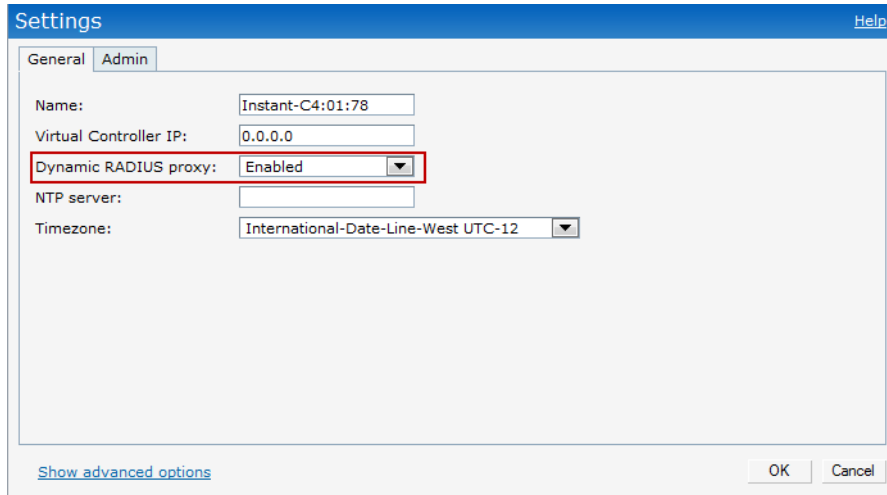 Settings Help
General Admin
Name: Instant-C4:01:78
Virtual Controller IP: 0.0.0.0
Dynamic RADIUS proxy: Enabled
NTP server:
Timezone: International-Date-Line-West UTC-12
Show advanced options OK Cancel